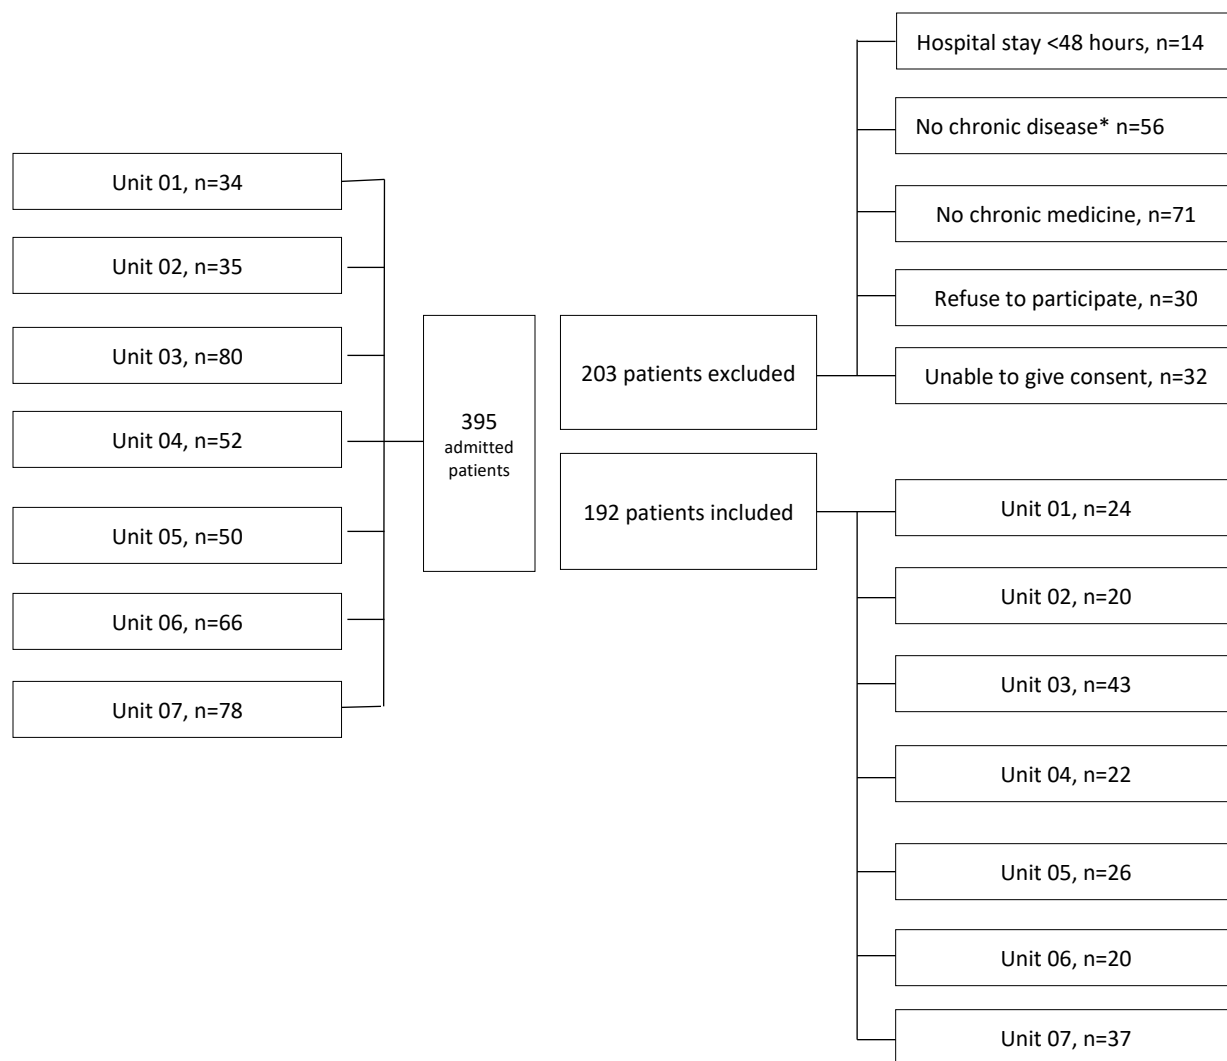 Unit 01, n=34
Unit 02, n=35
Unit 03, n=80
Unit 04, n=52
Unit 05, n=50
Unit 06, n=66
Unit 07, n=78
395
admitted
patients
203 patients excluded
192 patients included
Hospital stay <48 hours, n=14
No chronic disease* n=56
No chronic medicine, n=71
Refuse to participate, n=30
Unable to give consent, n=32
Unit 01, n=24
Unit 02, n=20
Unit 03, n=43
Unit 04, n=22
Unit 05, n=26
Unit 06, n=20
Unit 07, n=37